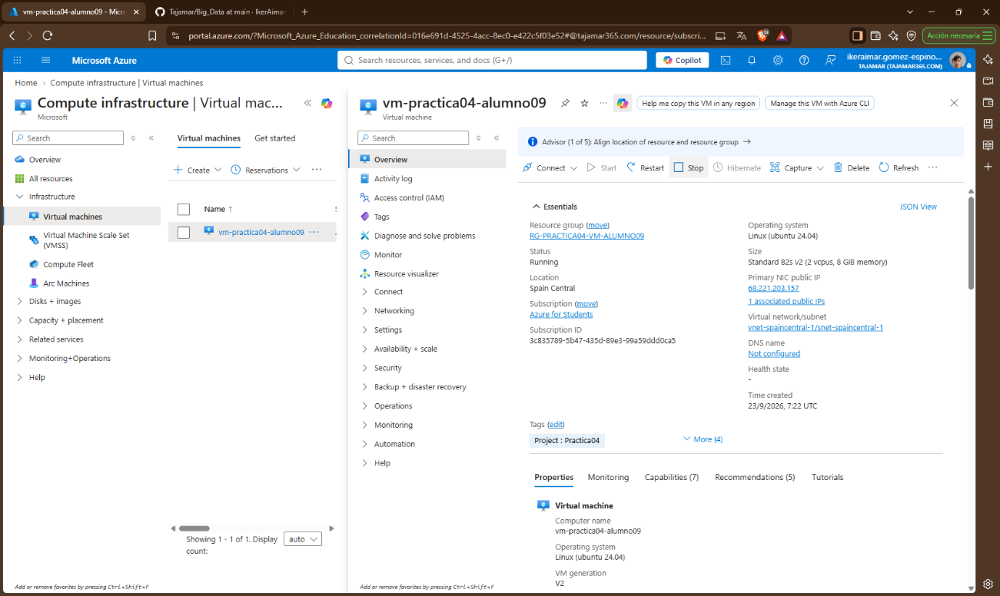 vm-practica04-alumno09 - Micro
Tajamar/Big_Data at main · IkerAimar
portal.azure.com/?Microsoft_Azure_Education_correlationId=016e691d-4525-4acc-8ec0-e422c5f03e52#@tajamar365.com/resource/subscri...
Acción necesaria
Microsoft Azure
Search resources, services, and docs (G+/)
Copilot
ikeraimar.gomez-espino...
TAJAMAR (TAJAMAR365.COM)
Home > Compute infrastructure | Virtual machines
Compute infrastructure | Virtual mac...
Microsoft
Search
Overview
All resources
Infrastructure
Virtual machines
Virtual Machine Scale Set
(VMSS)
Compute Fleet
Arc Machines
Disks + images
Capacity + placement
Related services
Monitoring+Operations
Help
Add or remove favorites by pressing Ctrl+Shift+F
Virtual machines Get started
Create Reservations ...
Name ↑
vm-practica04-alumno09 ...
Showing 1 - 1 of 1. Display
count:
auto
vm-practica04-alumno09
Virtual machine
Help me copy this VM in any region
Manage this VM with Azure CLI
Search
Overview
Activity log
Access control (IAM)
Tags
Diagnose and solve problems
Monitor
Resource visualizer
Connect
Networking
Settings
Availability + scale
Security
Backup + disaster recovery
Operations
Monitoring
Automation
Help
Add or remove favorites by pressing Ctrl+Shift+F
Advisor (1 of 5): Align location of resource and resource group →
Connect Start Restart Stop Hibernate Capture Delete Refresh ...
Essentials
JSON View
Resource group (move)
RG-PRACTICA04-VM-ALUMNO09
Status
Running
Location
Spain Central
Subscription (move)
Azure for Students
Subscription ID
3c835789-5b47-435d-89e3-99a59ddd0ca5
Operating system
Linux (ubuntu 24.04)
Size
Standard B2s v2 (2 vcpus, 8 GiB memory)
Primary NIC public IP
68.221.203.157
1 associated public IPs
Virtual network/subnet
vnet-spaincentral-1/snet-spaincentral-1
DNS name
Not configured
Health state
-
Time created
23/9/2026, 7:22 UTC
Tags (edit)
Project : Practica04
More (4)
Properties Monitoring Capabilities (7) Recommendations (5) Tutorials
Virtual machine
Computer name
vm-practica04-alumno09
Operating system
Linux (ubuntu 24.04)
VM generation
V2